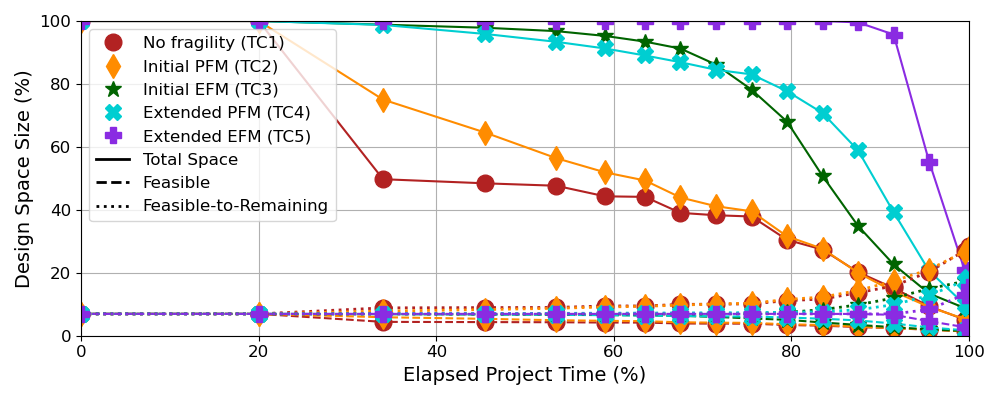 100
80
60
40
20
0
Design Space Size (%)
No fragility (TC1)
Initial PFM (TC2)
Initial EFM (TC3)
Extended PFM (TC4)
Extended EFM (TC5)
Total Space
Feasible
Feasible-to-Remaining
0 20 40 60 80 100
Elapsed Project Time (%)